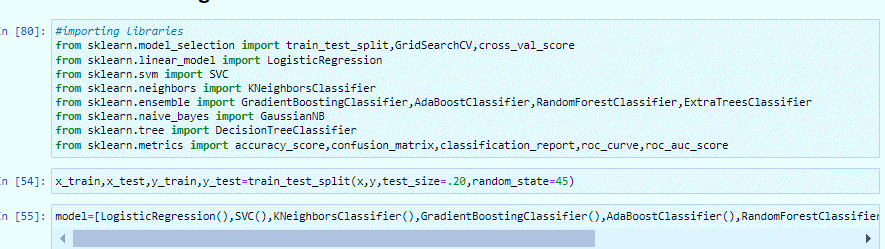 n [80]: #importing libraries
from sklearn.model_selection import train_test_split,GridSearchCV,cross_val_score
from sklearn.linear_model import LogisticRegression
from sklearn.svm import SVC
from sklearn.neighbors import KNeighborsClassifier
from sklearn.ensemble import GradientBoostingClassifier,AdaBoostClassifier,RandomForestClassifier,ExtraTreesClassifier
from sklearn.naive_bayes import GaussianNB
from sklearn.tree import DecisionTreeClassifier
from sklearn.metrics import accuracy_score,confusion_matrix,classification_report,roc_curve,roc_auc_score
n [54]: x_train,x_test,y_train,y_test=train_test_split(x,y,test_size=.20,random_state=45)
n [55]: model=[LogisticRegression(),SVC(),KNeighborsClassifier(),GradientBoostingClassifier(),AdaBoostClassifier(),RandomForestClassifier